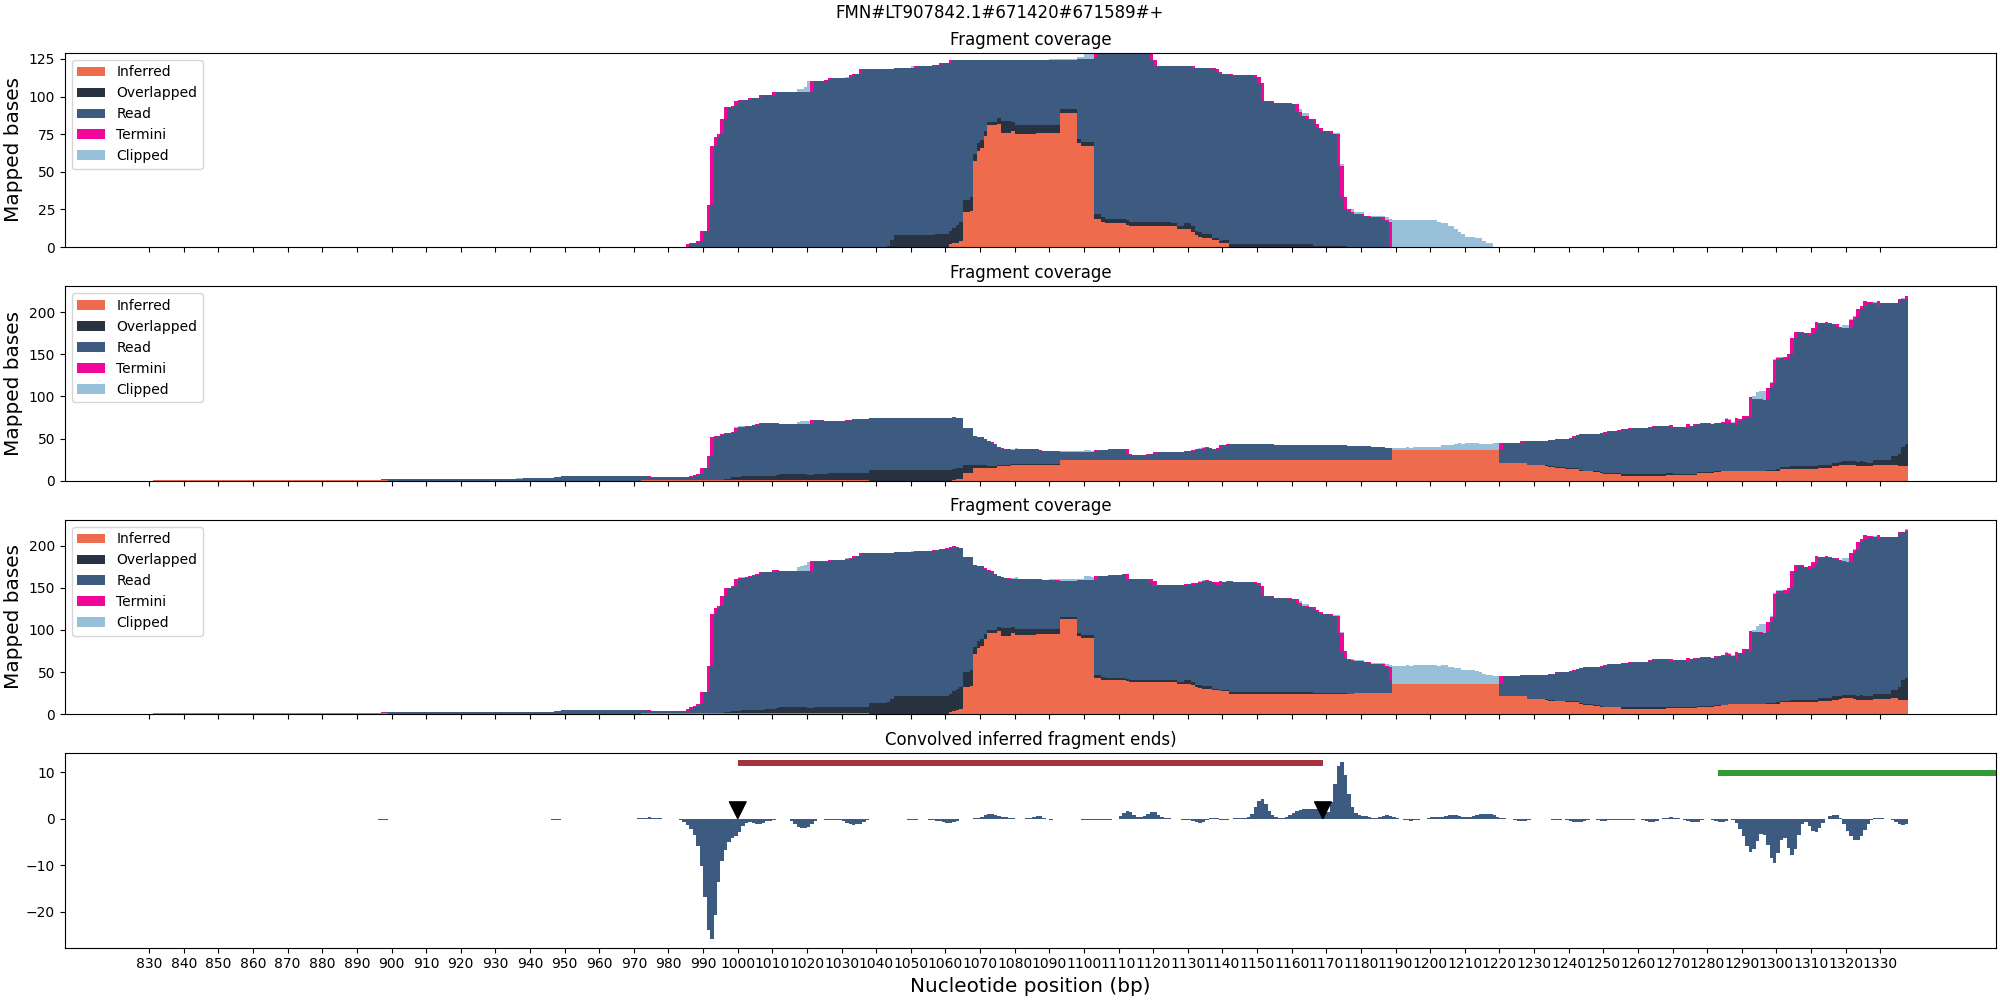 FMN#LT907842.1#671420#671589#+
Fragment coverage
Mapped bases
125
100
75
50
25
0
Inferred
Overlapped
Read
Termini
Clipped
Fragment coverage
Mapped bases
200
150
100
50
0
Inferred
Overlapped
Read
Termini
Clipped
Fragment coverage
Mapped bases
200
150
100
50
0
Inferred
Overlapped
Read
Termini
Clipped
Convolved inferred fragment ends)
10
0
−10
−20
830 840 850 860 870 880 890 900 910 920 930 940 950 960 970 980 990 1000 1010 1020 1030 1040 1050 1060 1070 1080 1090 1100 1110 1120 1130 1140 1150 1160 1170 1180 1190 1200 1210 1220 1230 1240 1250 1260 1270 1280 1290 1300 1310 1320 1330
Nucleotide position (bp)